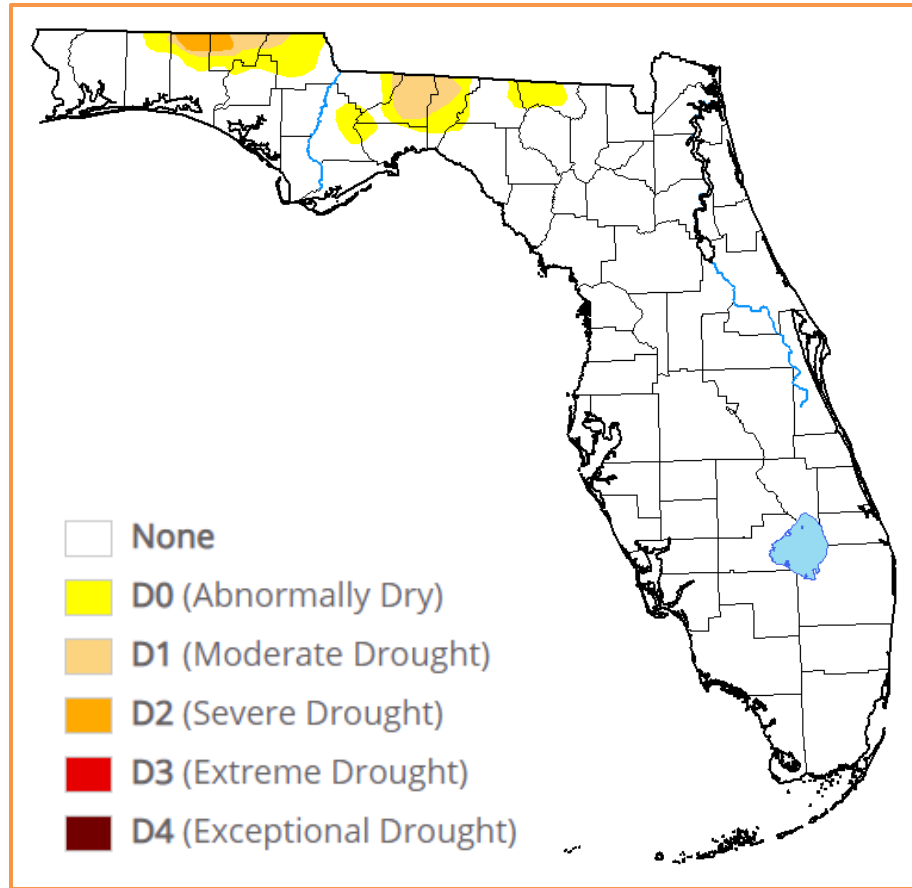 None
D0 (Abnormally Dry)
D1 (Moderate Drought)
D2 (Severe Drought)
D3 (Extreme Drought)
D4 (Exceptional Drought)